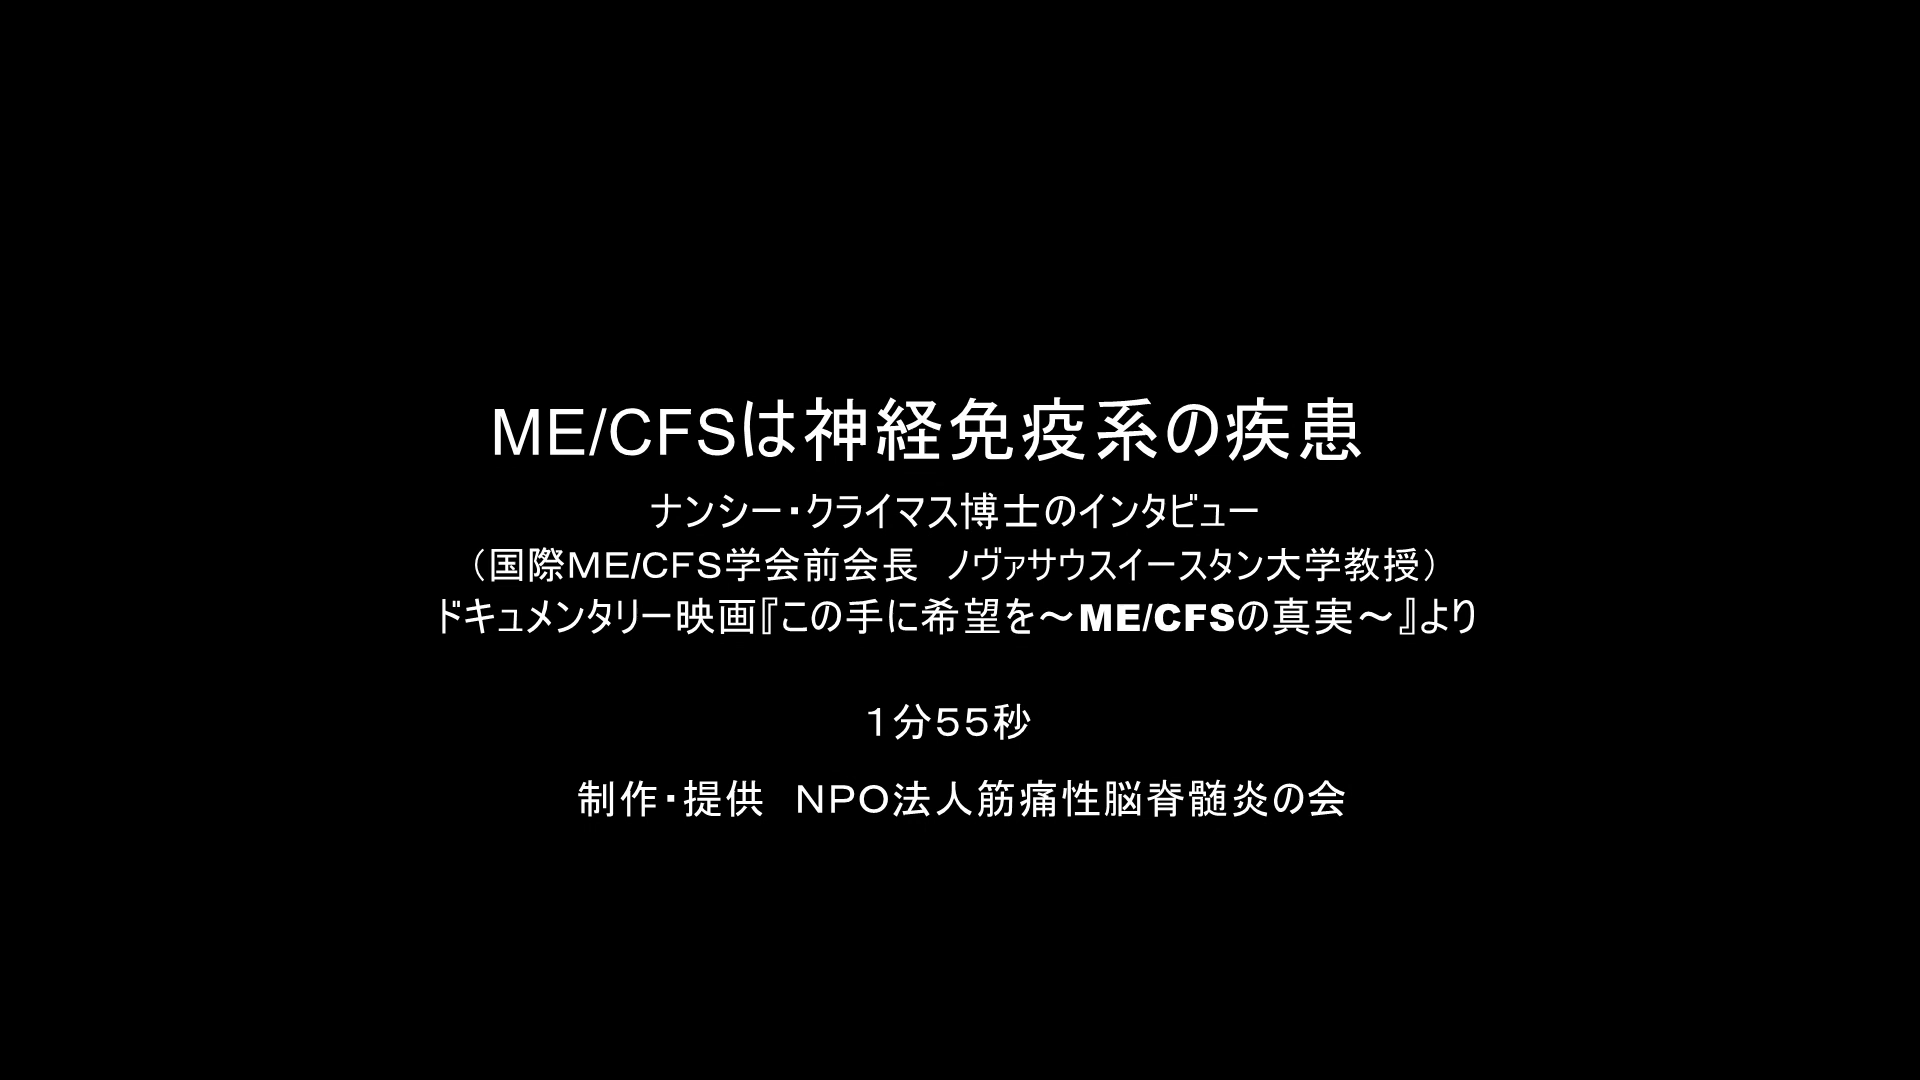 ME/CFSは神経免疫系の疾患
ナンシー・クライマス博士のインタビュー
（国際ＭＥ/ＣＦＳ学会前会長　ノヴァサウスイースタン大学教授）
ドキュメンタリー映画『この手に希望を～ME/CFSの真実～』より
１分５５秒
制作・提供　ＮＰＯ法人筋痛性脳脊髄炎の会